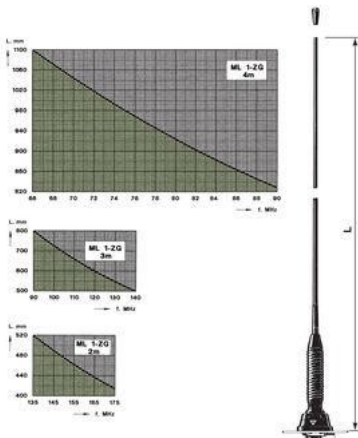 L. mm
1100
1060
1020
980
940
900
860
820
ML 1-ZG
4m
66 68 70 72 74 76 78 80 82 84 86 88 90
f. MHz
L. mm
800
700
600
500
ML 1-ZG
3m
90 100 110 120 130 140
f. MHz
L. mm
520
480
440
400
ML 1-ZG
2m
135 145 155 165 175
f. MHz
L